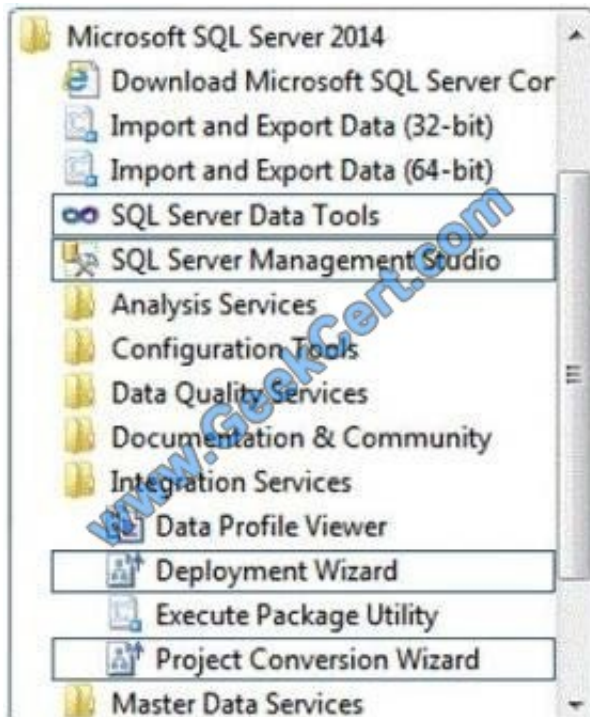 Microsoft SQL Server 2014
Download Microsoft SQL Server Cor
Import and Export Data (32-bit)
Import and Export Data (64-bit)
SQL Server Data Tools
SQL Server Management Studio
Analysis Services
Configuration Tools
Data Quality Services
Documentation & Community
Integration Services
Data Profile Viewer
Deployment Wizard
Execute Package Utility
Project Conversion Wizard
Master Data Services
www.GeekCert.com